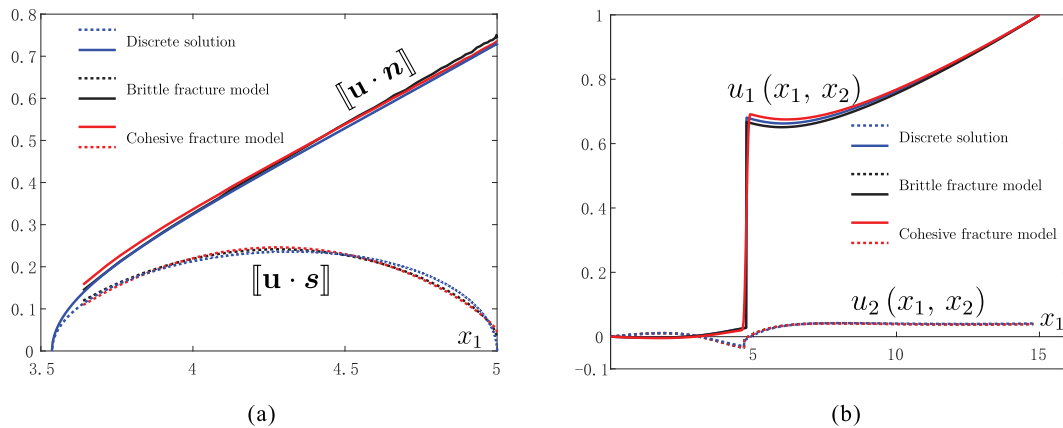 0.8
0.7
0.6
0.5
0.4
0.3
0.2
0.1
0
3.5
4
4.5
5
x₁
Discrete solution
Brittle fracture model
Cohesive fracture model
⟦u · n⟧
⟦u · s⟧
(a)
1
0.8
0.6
0.4
0.2
0
-0.1
5
10
15
x₁
u₁ (x₁, x₂)
Discrete solution
Brittle fracture model
Cohesive fracture model
u₂ (x₁, x₂)
(b)